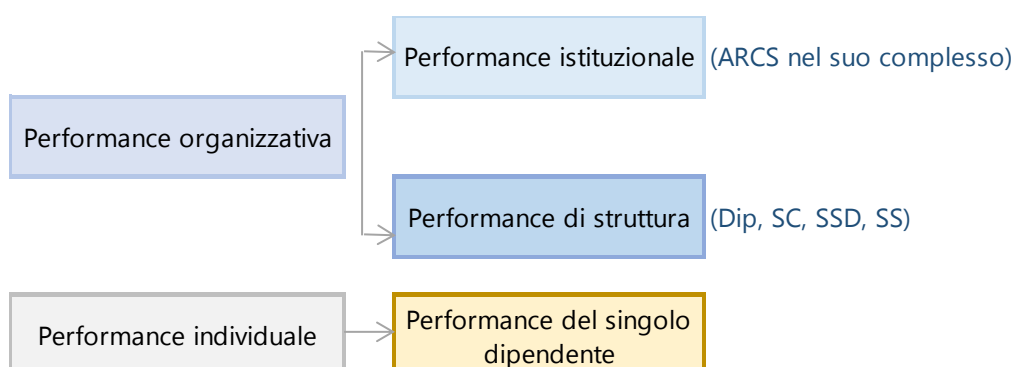 Performance istituzionale (ARCS nel suo complesso)
Performance organizzativa
Performance di struttura (Dip, SC, SSD, SS)
Performance individuale
Performance del singolo
dipendente